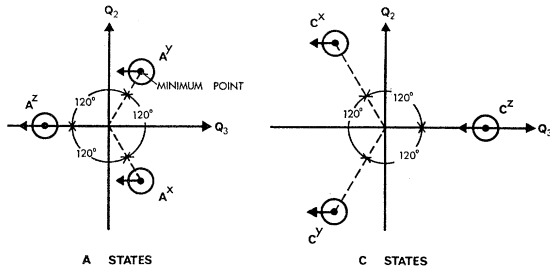 Q2
A^y
MINIMUM POINT
120°
120°
A^z
Q3
120°
A^x
A STATES
Q2
C^x
120°
120°
C^z
Q3
120°
C^y
C STATES